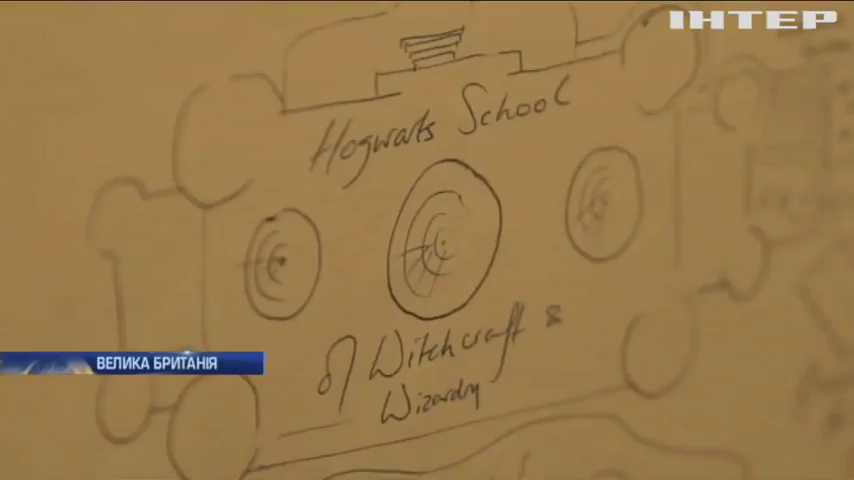 ІНТЕР
Hogwarts School
of Witchcraft &
Wizardry
ВЕЛИКА БРИТАНІЯ